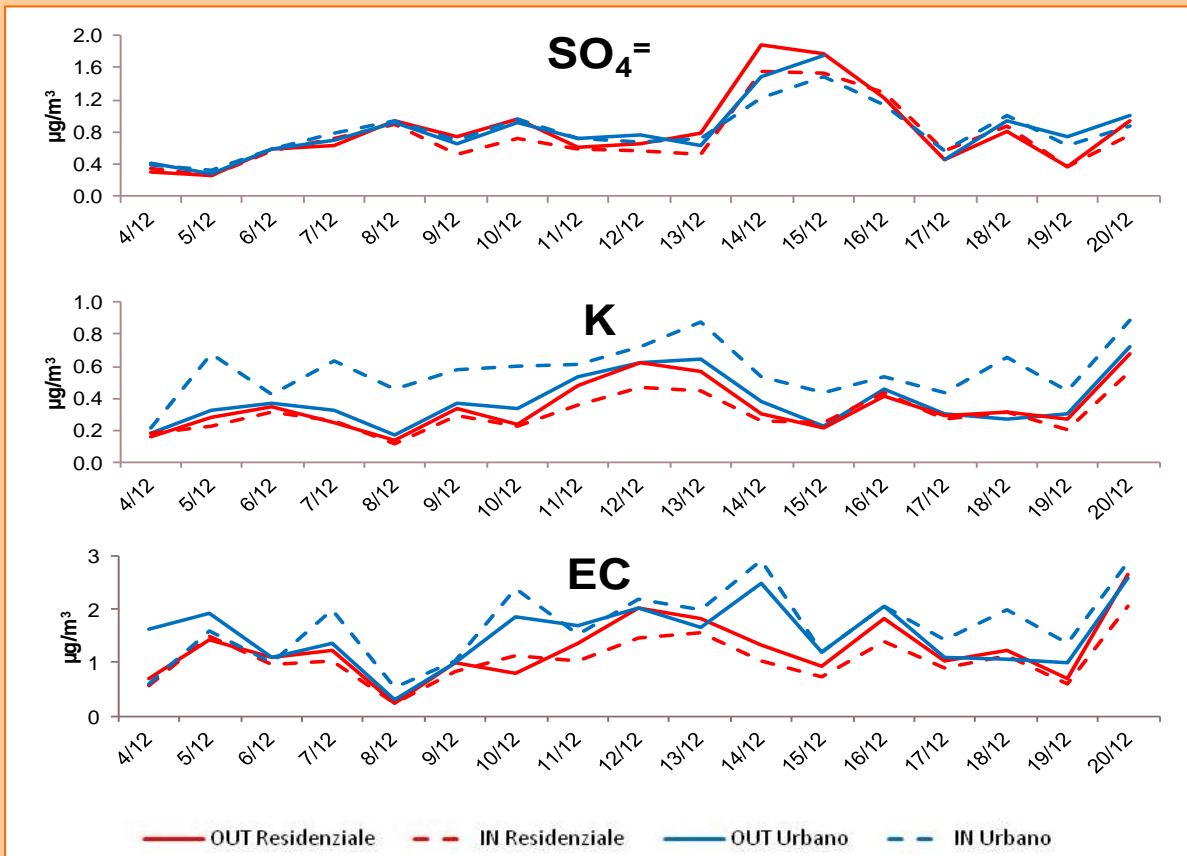 SO₄⁼
µg/m³
2.0
1.6
1.2
0.8
0.4
0.0
4/12 5/12 6/12 7/12 8/12 9/12 10/12 11/12 12/12 13/12 14/12 15/12 16/12 17/12 18/12 19/12 20/12
K
µg/m³
1.0
0.8
0.6
0.4
0.2
0.0
4/12 5/12 6/12 7/12 8/12 9/12 10/12 11/12 12/12 13/12 14/12 15/12 16/12 17/12 18/12 19/12 20/12
EC
µg/m³
3
2
1
0
4/12 5/12 6/12 7/12 8/12 9/12 10/12 11/12 12/12 13/12 14/12 15/12 16/12 17/12 18/12 19/12 20/12
OUT Residenziale IN Residenziale OUT Urbano IN Urbano